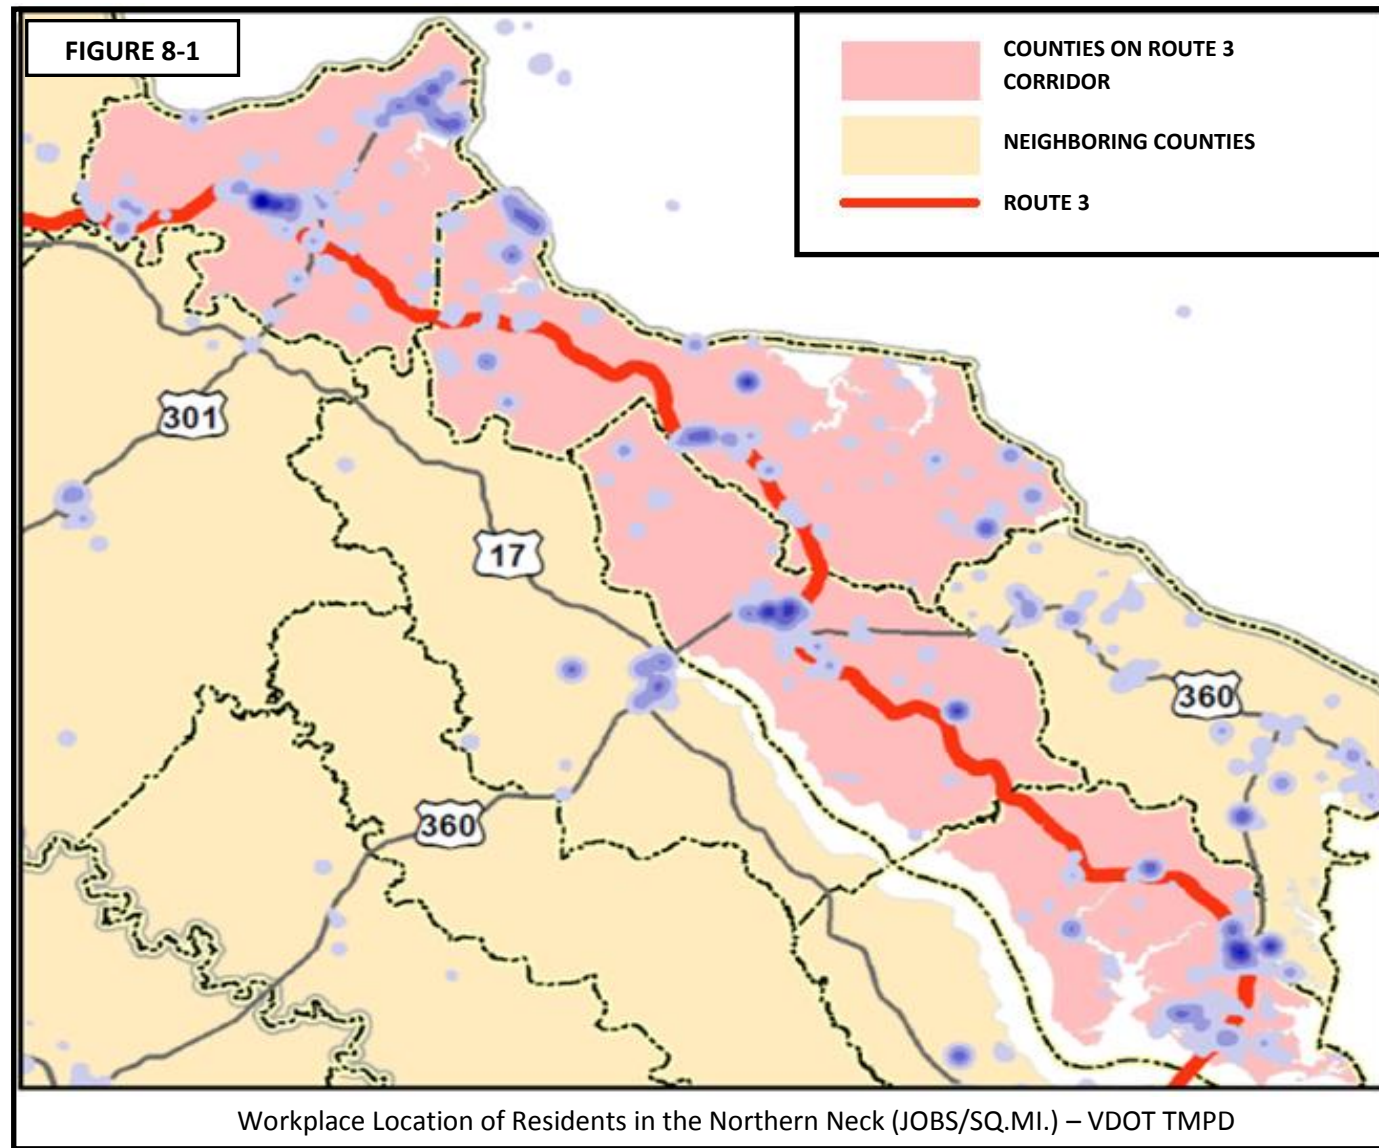 FIGURE 8-1
COUNTIES ON ROUTE 3
CORRIDOR
NEIGHBORING COUNTIES
ROUTE 3
301
17
360
360
Workplace Location of Residents in the Northern Neck (JOBS/SQ.MI.) – VDOT TMPD